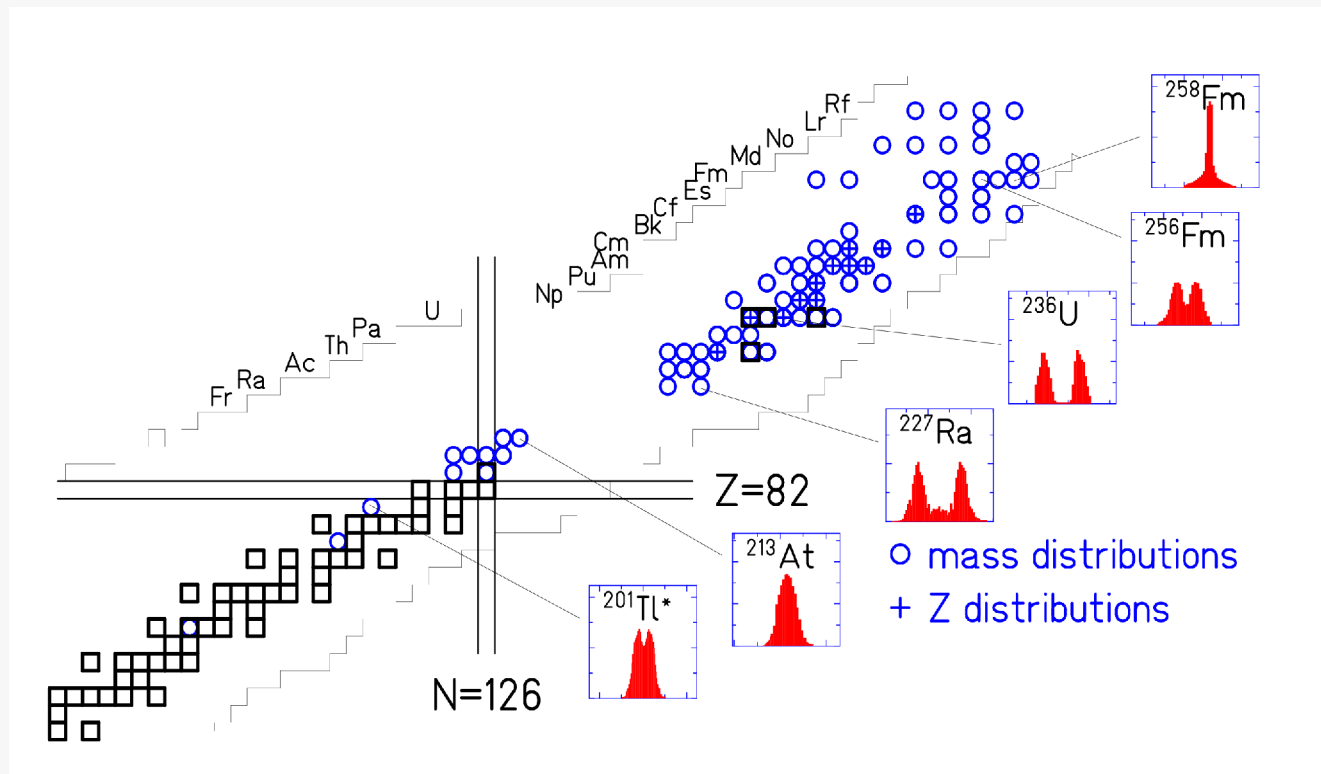 Rf
Lr
No
Md
Fm
Es
Cf
Bk
Cm
Am
Pu
Np
U
Pa
Th
Ac
Ra
Fr
258Fm
256Fm
236U
227Ra
213At
201Tl*
Z=82
N=126
mass distributions
+ Z distributions